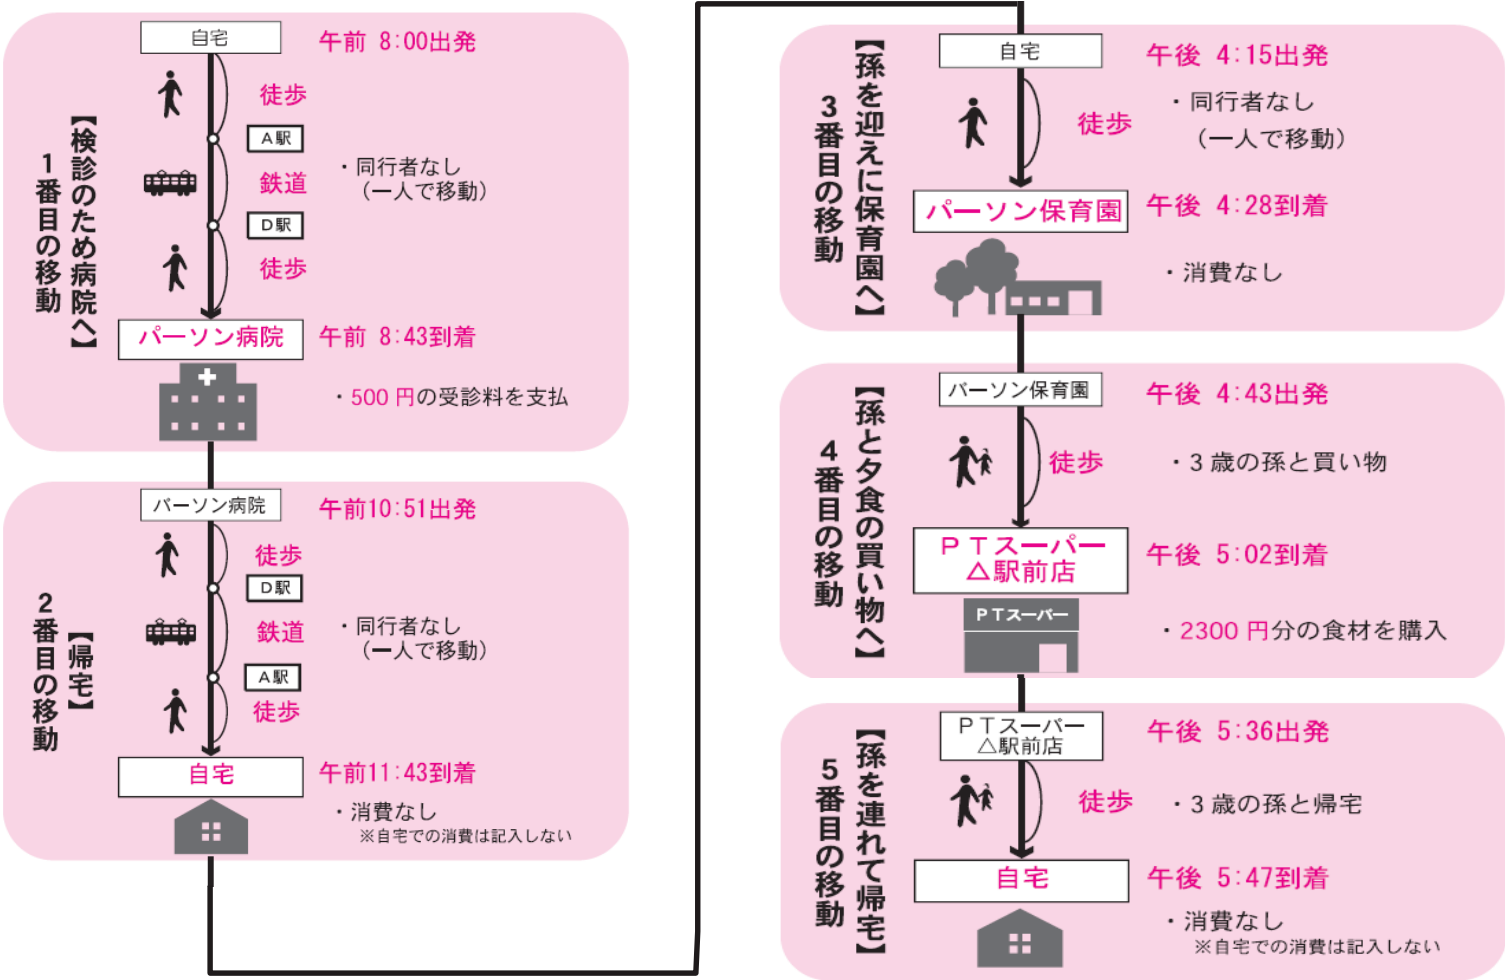 【検診のため病院へ】
1番目の移動
自宅
午前 8:00出発
徒歩
A駅
鉄道
・同行者なし
（一人で移動）
D駅
徒歩
パーソン病院
午前 8:43到着
・500 円の受診料を支払
【帰宅】
2番目の移動
パーソン病院
午前10:51出発
徒歩
D駅
鉄道
・同行者なし
（一人で移動）
A駅
徒歩
自宅
午前11:43到着
・消費なし
※自宅での消費は記入しない
【孫を迎えに保育園へ】
3番目の移動
自宅
午後 4:15出発
・同行者なし
（一人で移動）
徒歩
パーソン保育園
午後 4:28到着
・消費なし
【孫と夕食の買い物へ】
4番目の移動
パーソン保育園
午後 4:43出発
徒歩
・3歳の孫と買い物
ＰＴスーパー
△駅前店
午後 5:02到着
ＰＴスーパー
・2300 円分の食材を購入
【孫を連れて帰宅】
5番目の移動
ＰＴスーパー
△駅前店
午後 5:36出発
徒歩
・3歳の孫と帰宅
自宅
午後 5:47到着
・消費なし
※自宅での消費は記入しない